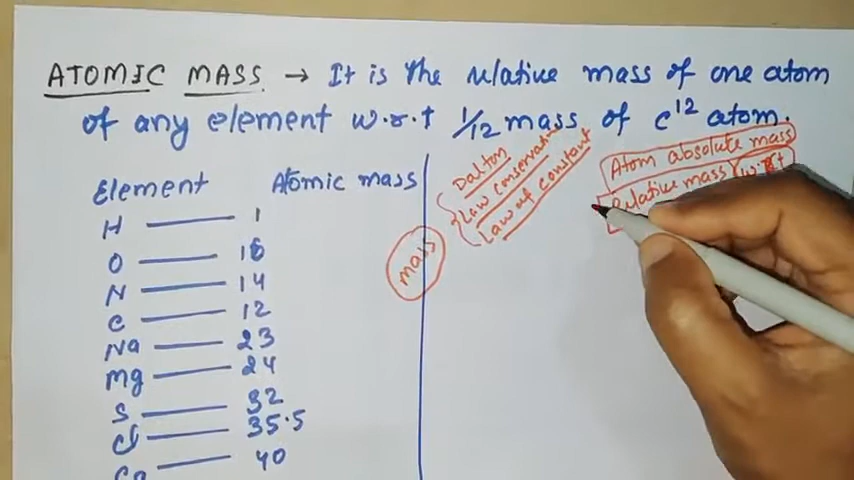 ATOMIC MASS → It is the relative mass of one atom
of any element w.r.t 1/12 mass of C¹² atom.
Element Atomic mass
H — 1
O — 16
N — 14
C — 12
Na — 23
Mg — 24
S — 32
Cl — 35.5
Ca — 40
mass
Dalton
Law conservation
Law of constant
Atom absolute mass
Relative mass w.r.t